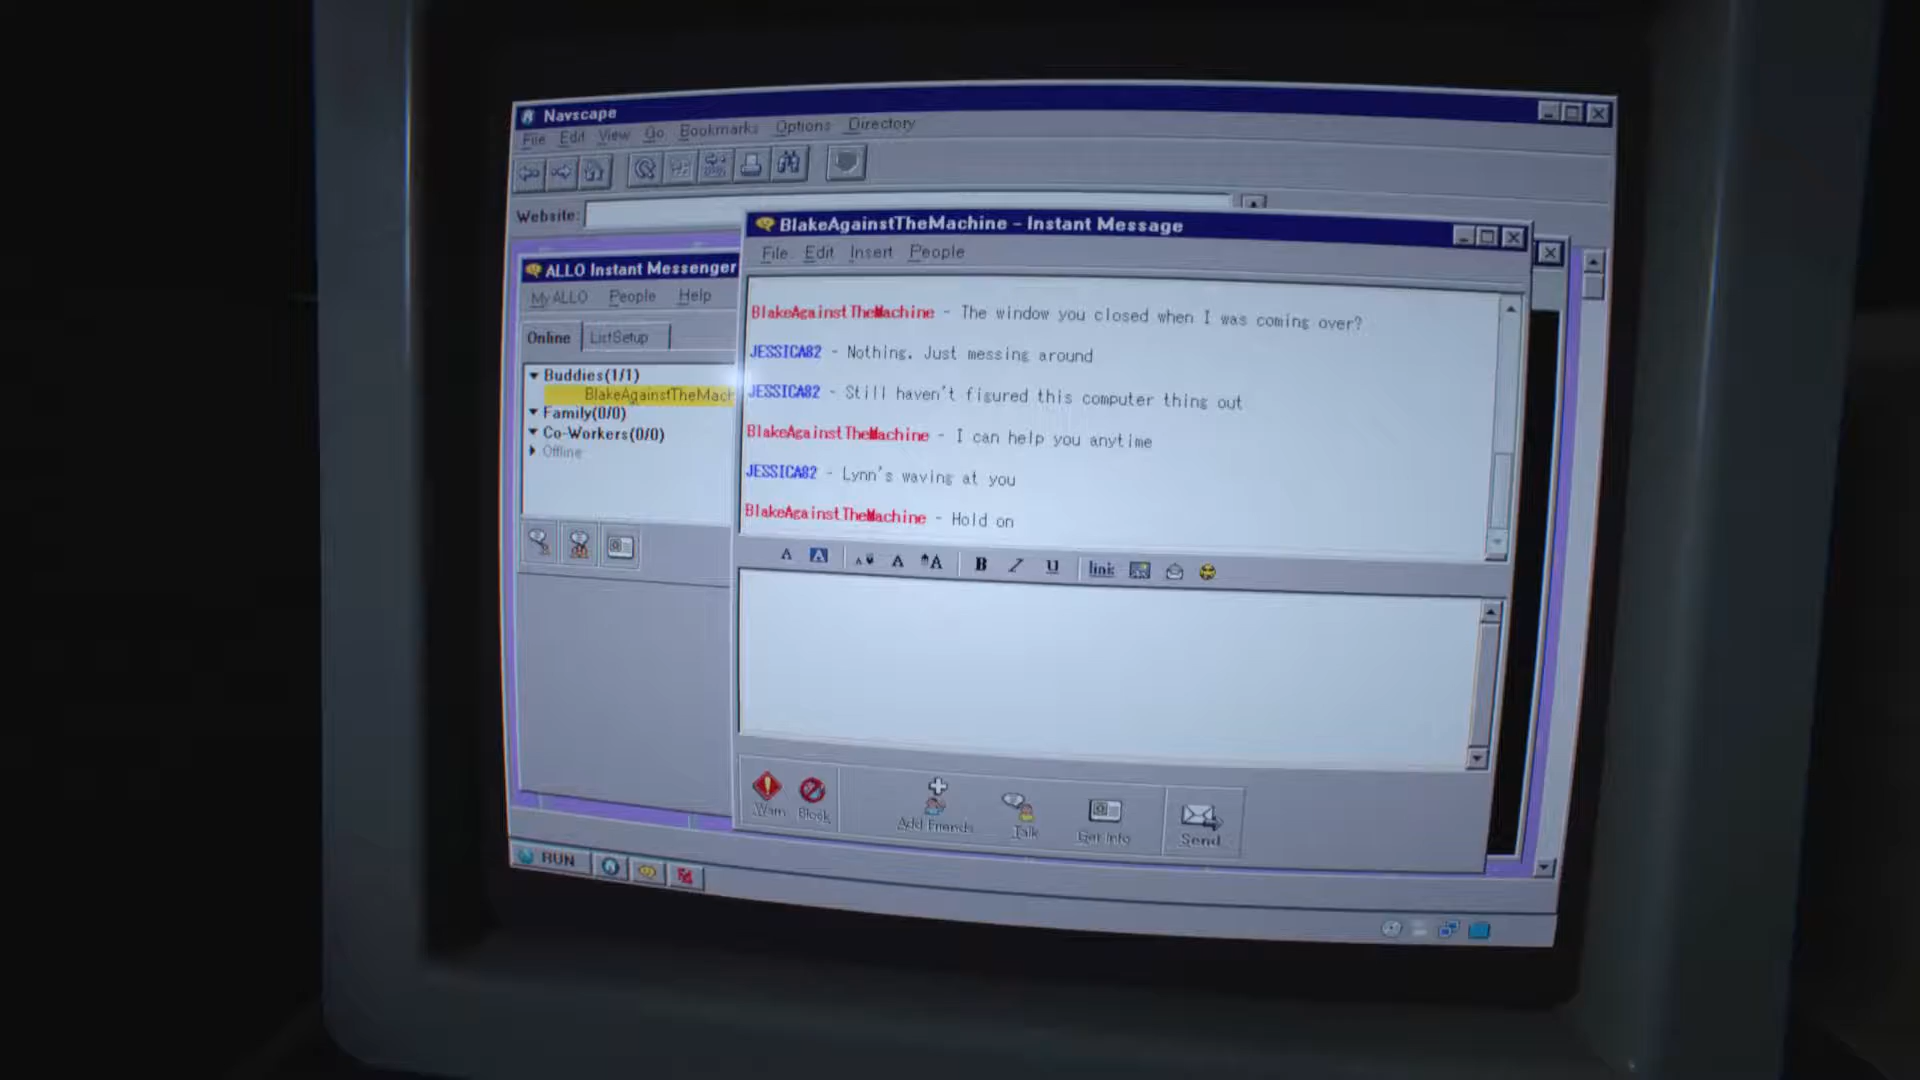 Navscape
File Edit View Go Bookmarks Options Directory
Website:
BlakeAgainstTheMachine - Instant Message
File Edit Insert People
ALLO Instant Messenger
My ALLO People Help
Online ListSetup
Buddies(1/1)
BlakeAgainstTheMach
Family(0/0)
Co-Workers(0/0)
Offline
BlakeAgainstTheMachine - The window you closed when I was coming over?
JESSICA82 - Nothing. Just messing around
JESSICA82 - Still haven't figured this computer thing out
BlakeAgainstTheMachine - I can help you anytime
JESSICA82 - Lynn's waving at you
BlakeAgainstTheMachine - Hold on
A A A A A B I U link
Warn Block Add Friends Talk Get Info Send
RUN